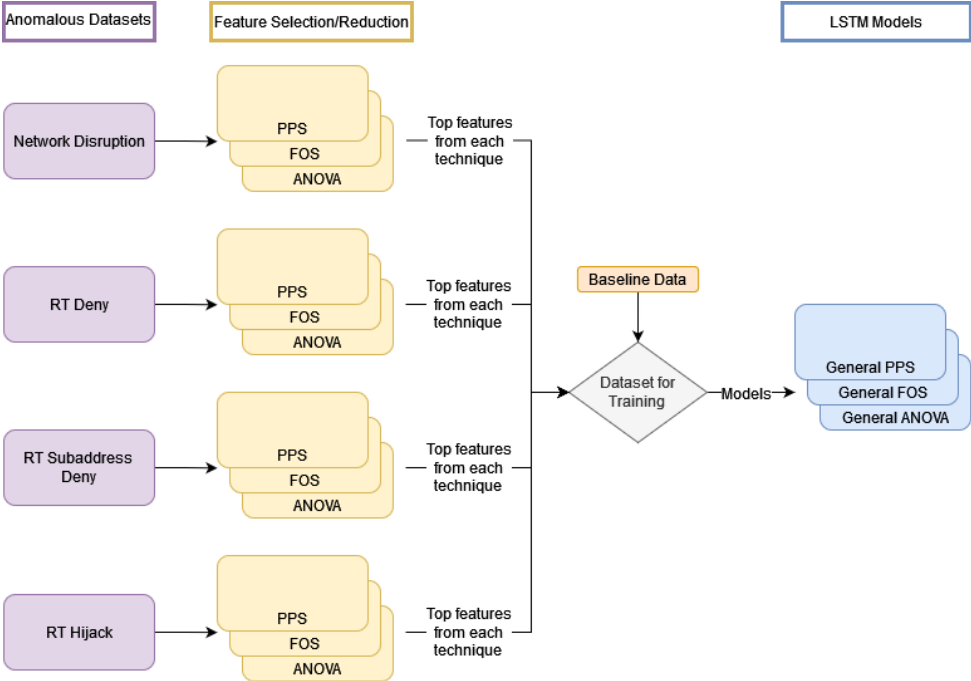 Anomalous Datasets
Feature Selection/Reduction
LSTM Models
Network Disruption
PPS
FOS
ANOVA
Top features
from each
technique
RT Deny
PPS
FOS
ANOVA
Top features
from each
technique
Baseline Data
Dataset for
Training
Models
General PPS
General FOS
General ANOVA
RT Subaddress
Deny
PPS
FOS
ANOVA
Top features
from each
technique
RT Hijack
PPS
FOS
ANOVA
Top features
from each
technique